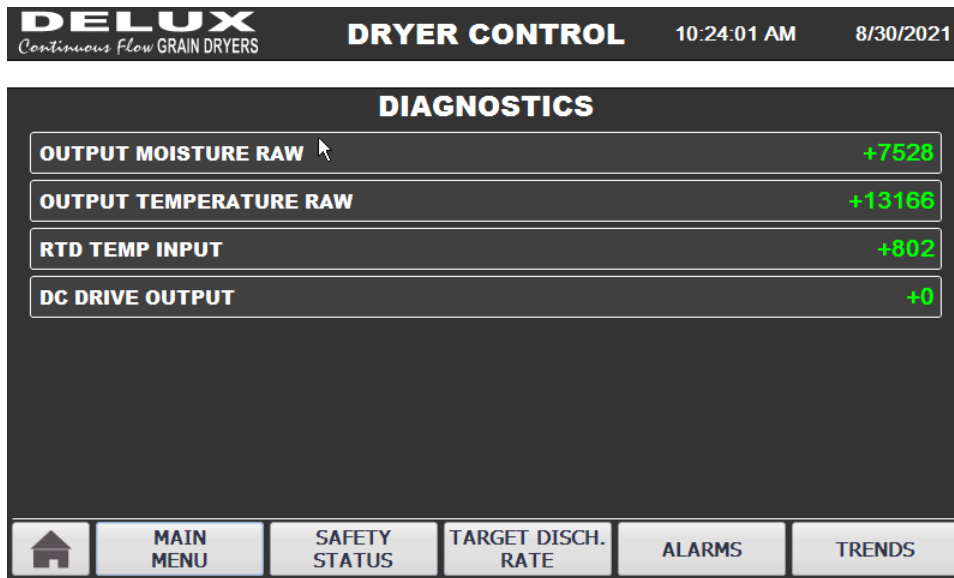 DELUX
Continuous Flow GRAIN DRYERS
DRYER CONTROL
10:24:01 AM
8/30/2021
DIAGNOSTICS
OUTPUT MOISTURE RAW +7528
OUTPUT TEMPERATURE RAW +13166
RTD TEMP INPUT +802
DC DRIVE OUTPUT +0
MAIN
MENU
SAFETY
STATUS
TARGET DISCH.
RATE
ALARMS
TRENDS